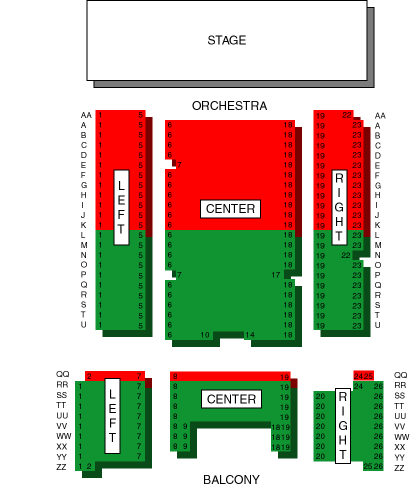 STAGE
ORCHESTRA
AA 1 5 19 22 AA
A 1 5 6 18 19 23 A
B 1 5 6 18 19 23 B
C 1 5 6 18 19 23 C
D 1 5 6 18 19 23 D
E 1 5 7 18 19 23 E
F 1 5 6 18 19 23 F
G 1 5 6 18 19 23 G
H 1 5 6 18 19 23 H
I 1 5 6 18 19 23 I
J 1 5 6 18 19 23 J
K 1 5 6 18 19 23 K
L 1 5 6 18 19 23 L
M 1 5 6 18 19 23 M
N 1 5 6 18 19 22 N
O 1 5 6 18 19 23 O
P 1 5 7 17 19 23 P
Q 1 5 6 18 19 23 Q
R 1 5 6 18 19 23 R
S 1 5 6 18 19 23 S
T 1 5 6 18 19 23 T
U 1 5 6 18 19 23 U
6 10 14 18
LEFT
CENTER
RIGHT
QQ 2 7 8 19 24 25 QQ
RR 1 7 8 19 24 26 RR
SS 1 7 8 19 20 26 SS
TT 1 7 8 19 20 26 TT
UU 1 7 8 19 20 26 UU
VV 1 7 8 9 18 19 20 26 VV
WW 1 7 8 9 18 19 20 26 WW
XX 1 7 8 9 18 19 20 26 XX
YY 1 7 8 9 18 19 20 26 YY
ZZ 1 2 25 26 ZZ
LEFT
CENTER
RIGHT
BALCONY